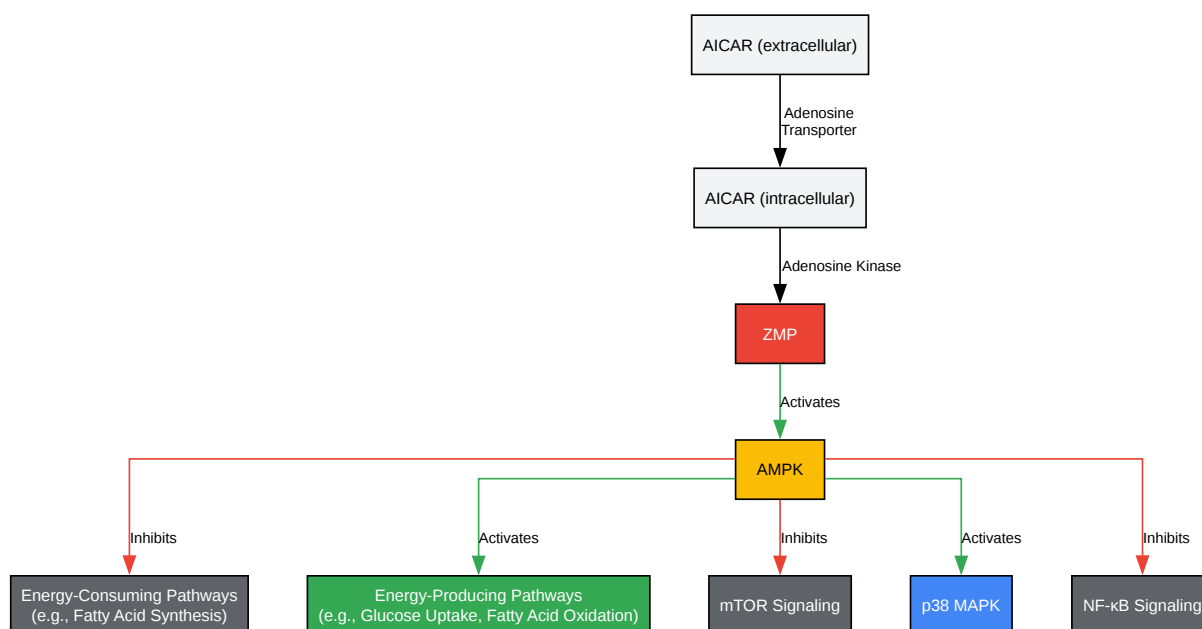 AICAR (extracellular)
Adenosine
Transporter
AICAR (intracellular)
Adenosine Kinase
ZMP
Activates
AMPK
Inhibits
Activates
Inhibits
Activates
Inhibits
Energy-Consuming Pathways
(e.g., Fatty Acid Synthesis)
Energy-Producing Pathways
(e.g., Glucose Uptake, Fatty Acid Oxidation)
mTOR Signaling
p38 MAPK
NF-κB Signaling